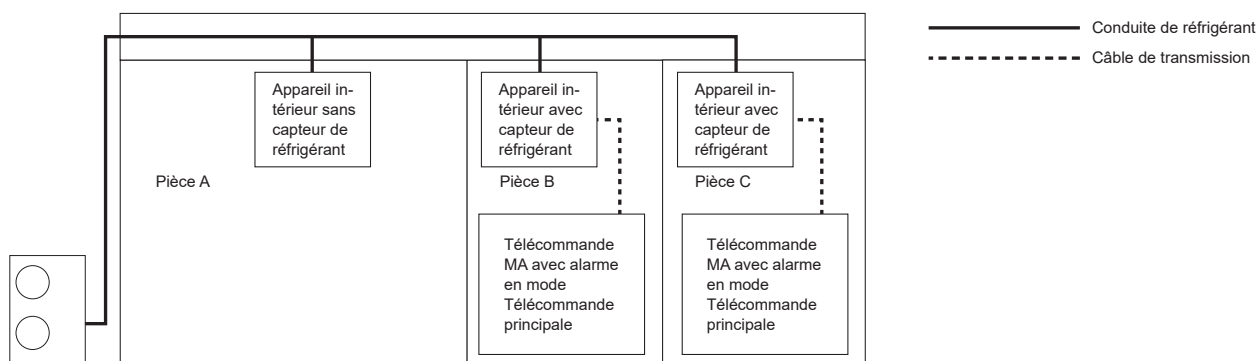 Conduite de réfrigérant
Câble de transmission
Appareil in-
térieur sans
capteur de
réfrigérant
Appareil in-
térieur avec
capteur de
réfrigérant
Appareil in-
térieur avec
capteur de
réfrigérant
Pièce A
Pièce B
Pièce C
Télécommande
MA avec alarme
en mode
Télécommande
principale
Télécommande
MA avec alarme
en mode
Télécommande
principale